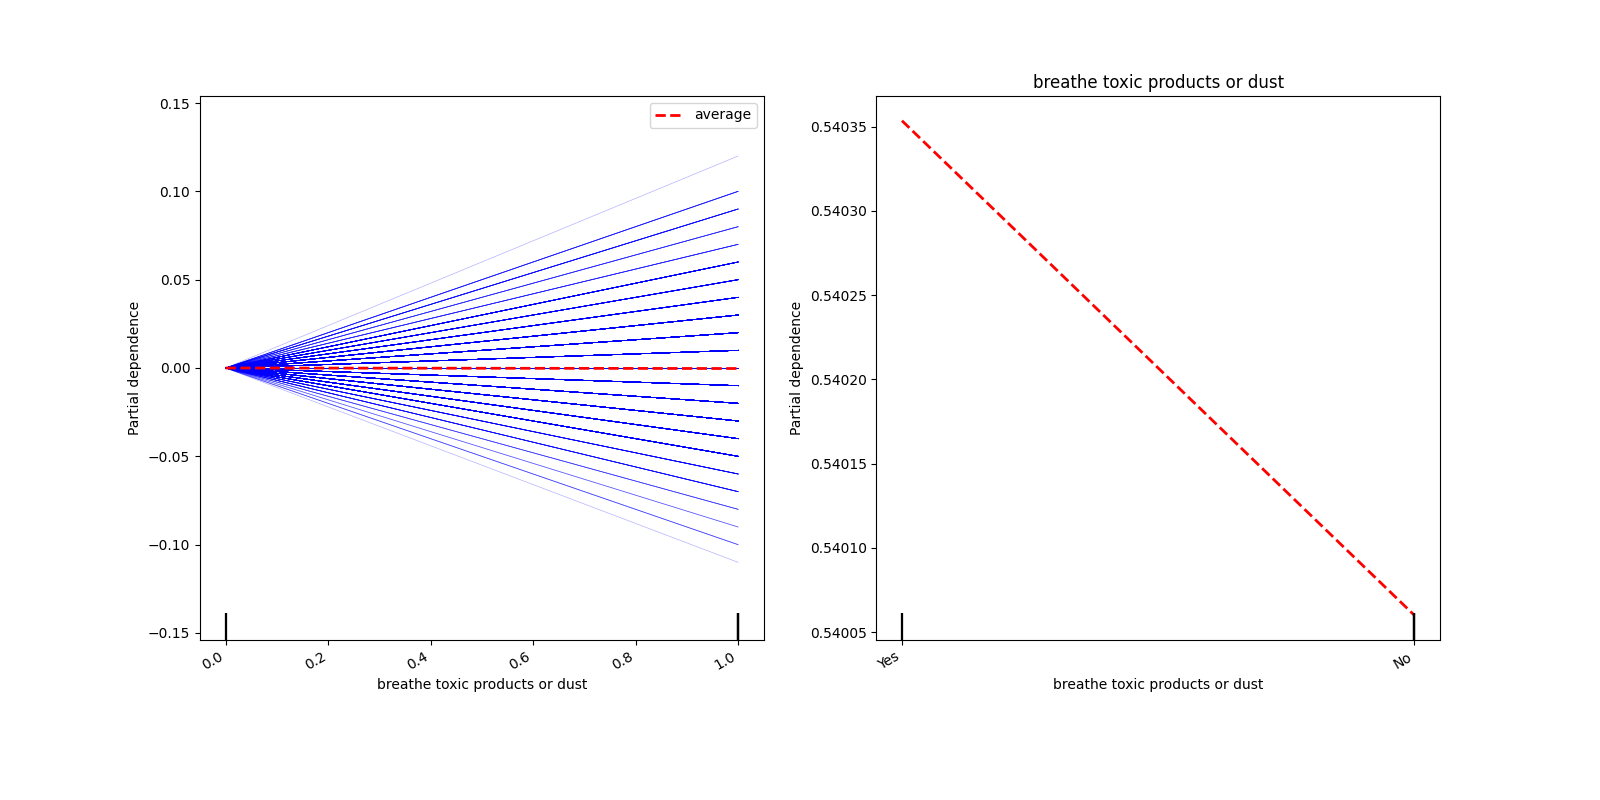 average
0.15
0.10
0.05
0.00
−0.05
−0.10
−0.15
Partial dependence
0.0
0.2
0.4
0.6
0.8
1.0
breathe toxic products or dust
breathe toxic products or dust
0.54035
0.54030
0.54025
0.54020
0.54015
0.54010
0.54005
Partial dependence
Yes
No
breathe toxic products or dust